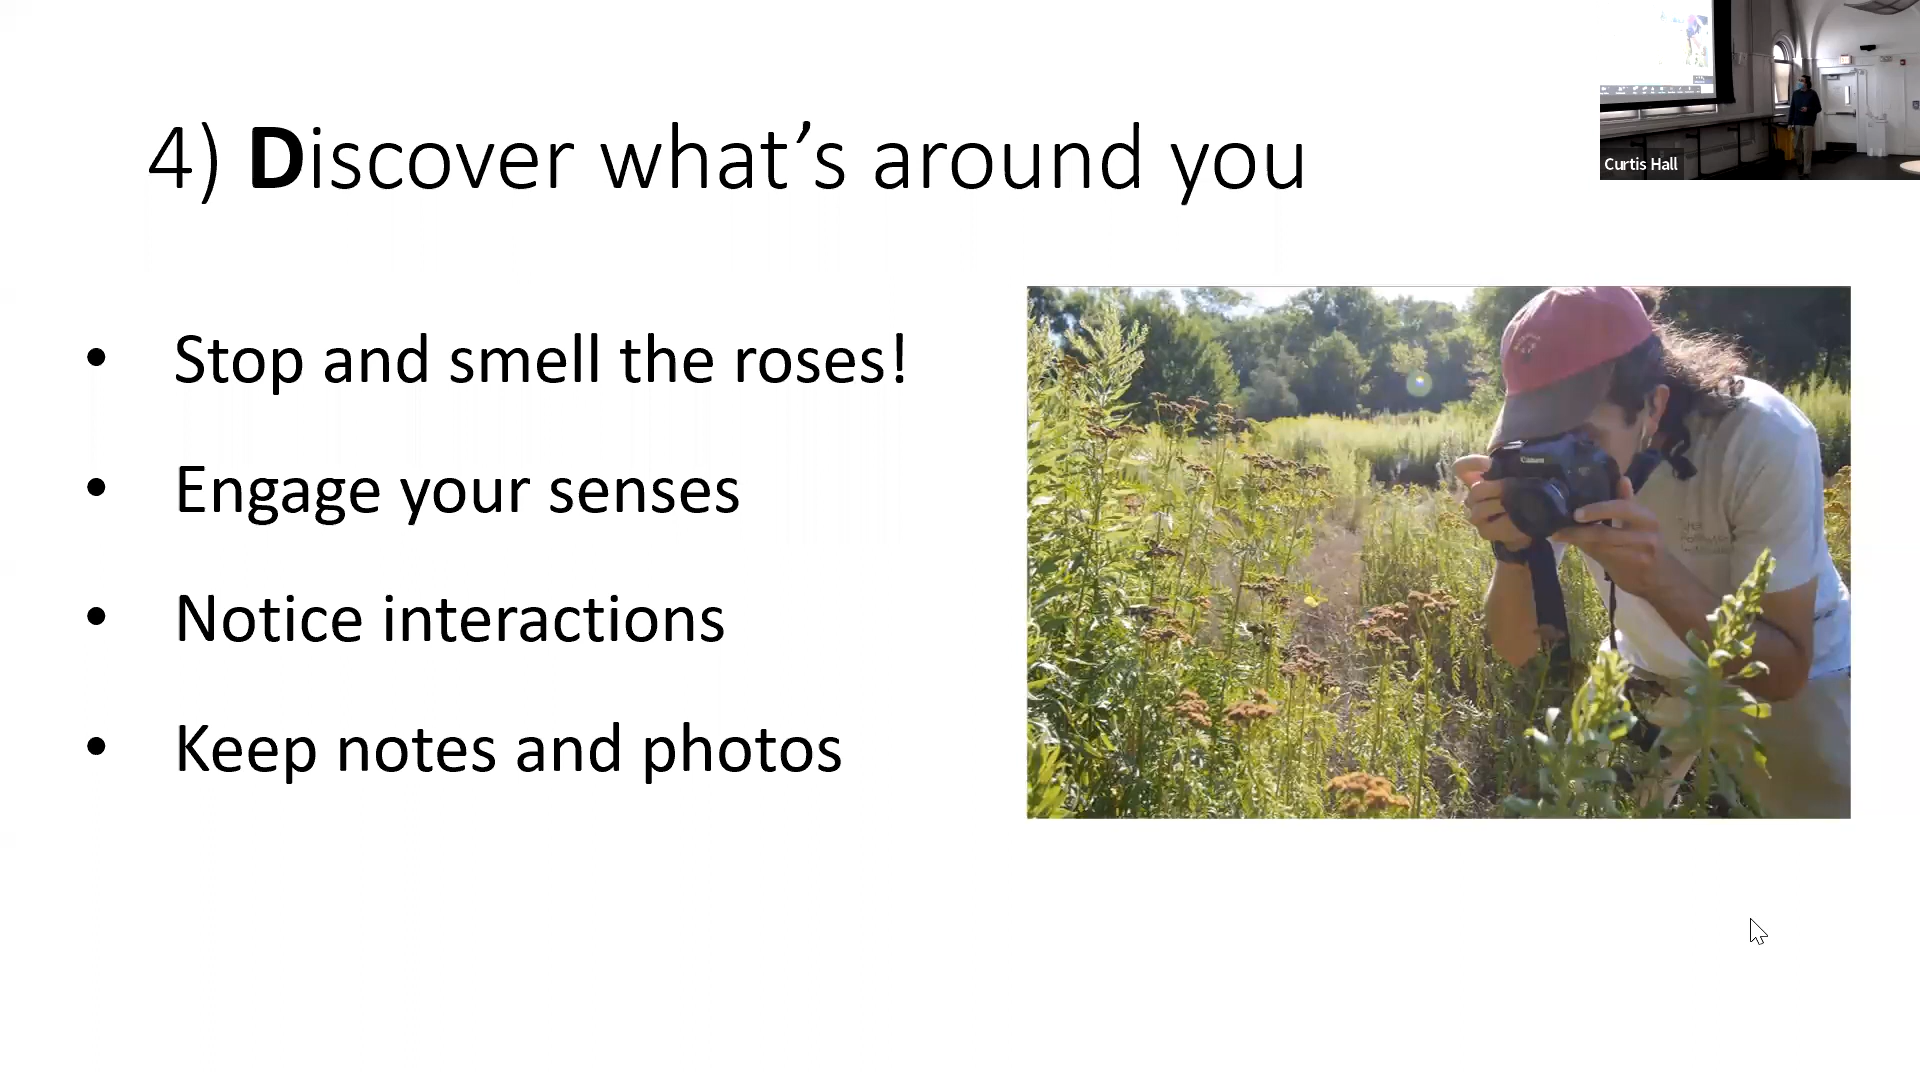 4) Discover what’s around you
Curtis Hall
• Stop and smell the roses!
• Engage your senses
• Notice interactions
• Keep notes and photos
Canon